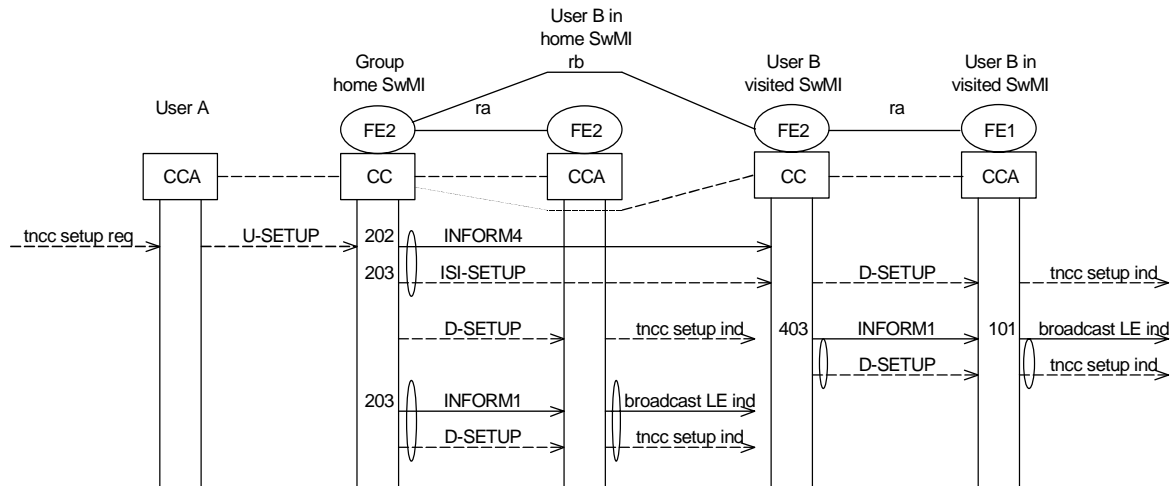 User B in
home SwMI
rb
Group
home SwMI
User B
visited SwMI
User B in
visited SwMI
User A
ra
ra
FE2
FE2
FE2
FE1
CCA
CC
CCA
CC
CCA
tncc setup req
U-SETUP
202
INFORM4
203
ISI-SETUP
D-SETUP
tncc setup ind
D-SETUP
tncc setup ind
403
INFORM1
101
broadcast LE ind
D-SETUP
tncc setup ind
203
INFORM1
broadcast LE ind
D-SETUP
tncc setup ind